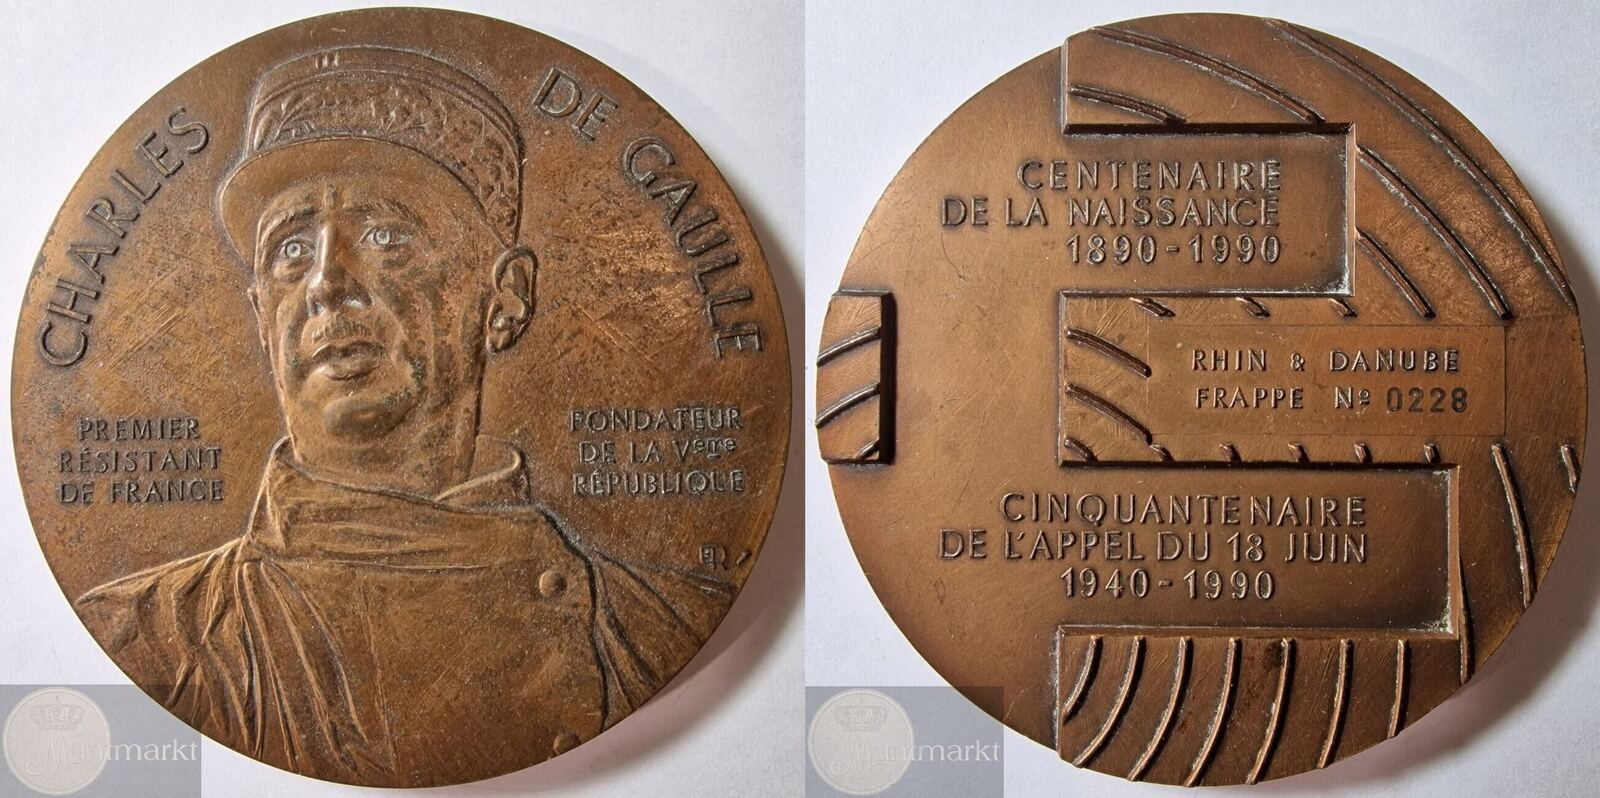 CHARLES DE GAULLE
PREMIER
RÉSISTANT
DE FRANCE
FONDATEUR
DE LA Vème
RÉPUBLIQUE
CENTENAIRE
DE LA NAISSANCE
1890-1990
RHIN & DANUBE
FRAPPE Nº 0228
CINQUANTENAIRE
DE L'APPEL DU 18 JUIN
1940-1990
Muntmarkt
Muntmarkt